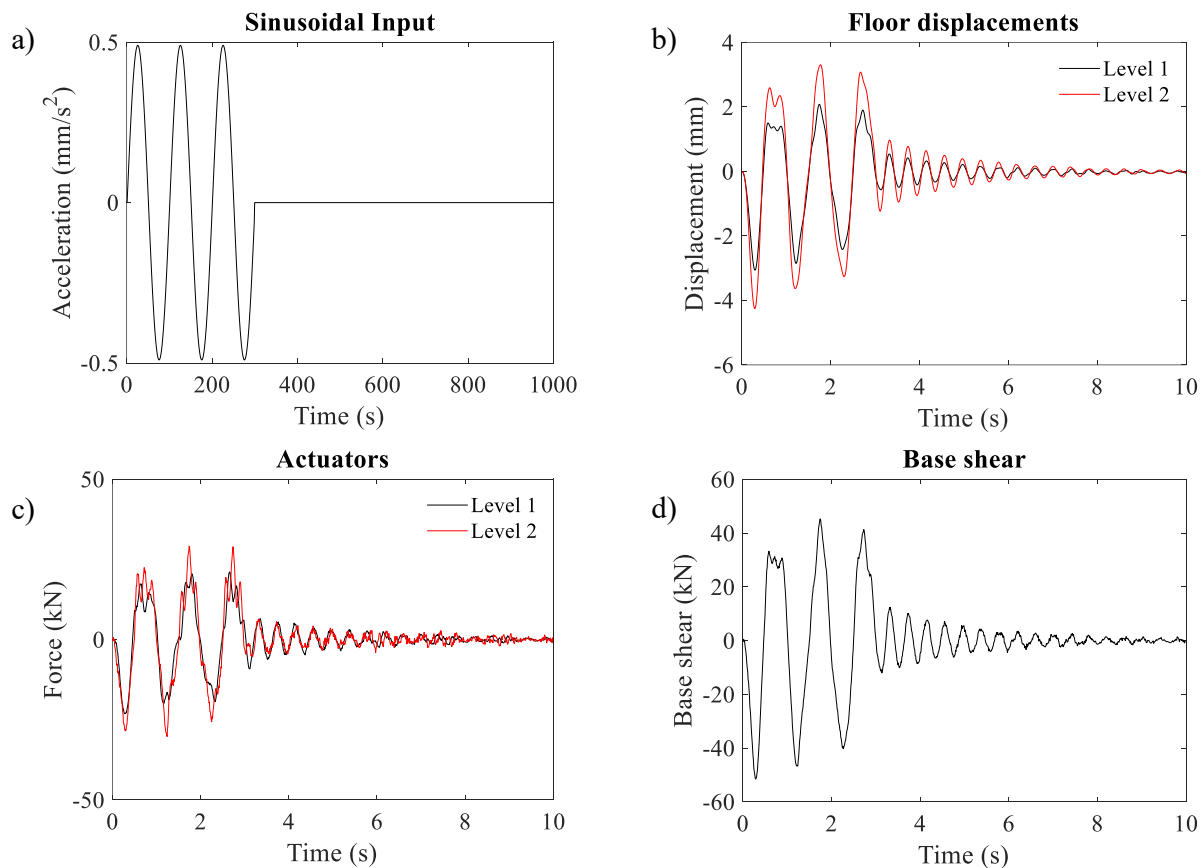 Sinusoidal Input
a)
0.5
0
-0.5
Acceleration (mm/s²)
0 200 400 600 800 1000
Time (s)
Floor displacements
b)
4
2
0
-2
-4
-6
Displacement (mm)
Level 1
Level 2
0 2 4 6 8 10
Time (s)
Actuators
c)
50
0
-50
Force (kN)
Level 1
Level 2
0 2 4 6 8 10
Time (s)
Base shear
d)
60
40
20
0
-20
-40
-60
Base shear (kN)
0 2 4 6 8 10
Time (s)